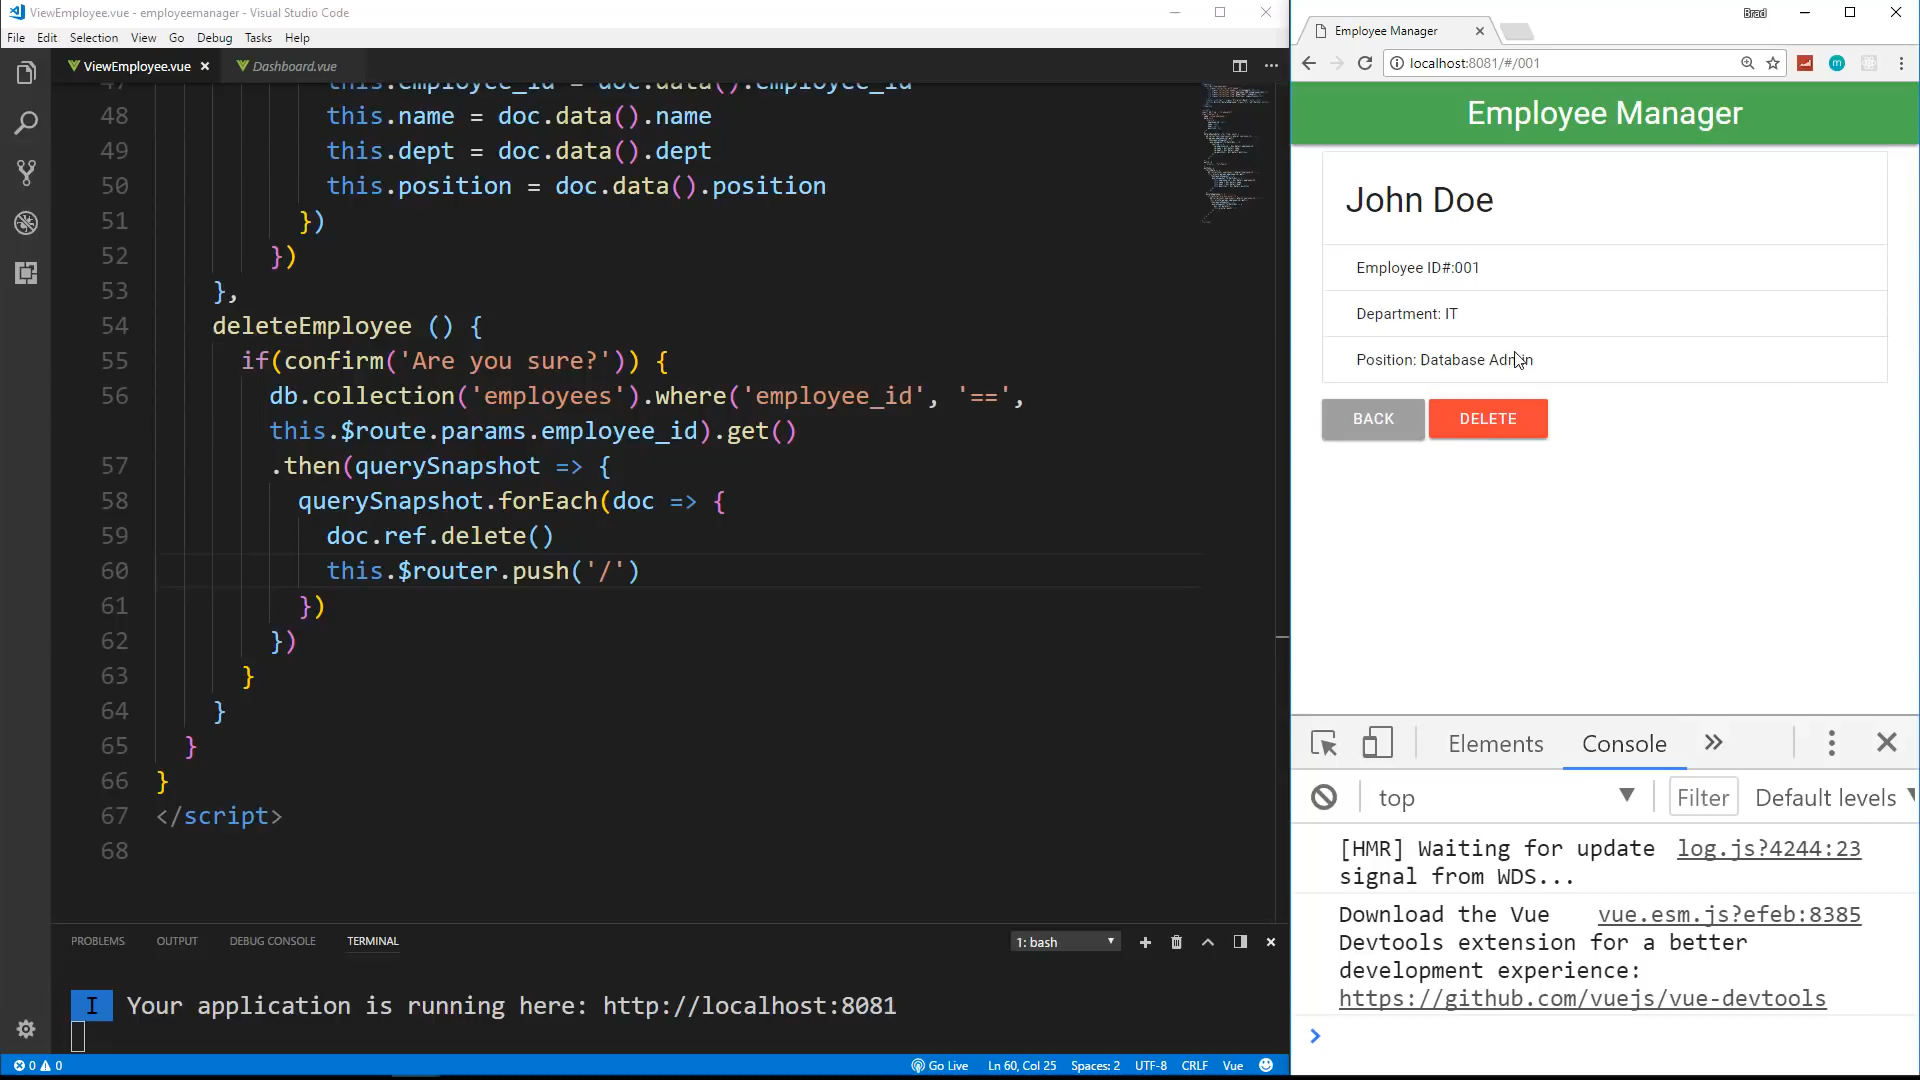 ViewEmployee.vue - employeemanager - Visual Studio Code
File Edit Selection View Go Debug Tasks Help
ViewEmployee.vue
Dashboard.vue
47 this.employee_id = doc.data().employee_id
48 this.name = doc.data().name
49 this.dept = doc.data().dept
50 this.position = doc.data().position
51 })
52 })
53 },
54 deleteEmployee () {
55 if(confirm('Are you sure?')) {
56 db.collection('employees').where('employee_id', '==',
this.$route.params.employee_id).get()
57 .then(querySnapshot => {
58 querySnapshot.forEach(doc => {
59 doc.ref.delete()
60 this.$router.push('/')
61 })
62 })
63 }
64 }
65 }
66 }
67 </script>
68
PROBLEMS OUTPUT DEBUG CONSOLE TERMINAL
1: bash
I Your application is running here: http://localhost:8081
0 0
Go Live Ln 60, Col 25 Spaces: 2 UTF-8 CRLF Vue
Employee Manager
Brad
localhost:8081/#/001
Employee Manager
John Doe
Employee ID#:001
Department: IT
Position: Database Admin
BACK DELETE
Elements Console
top Filter Default levels
[HMR] Waiting for update log.js?4244:23
signal from WDS...
Download the Vue vue.esm.js?efeb:8385
Devtools extension for a better
development experience:
https://github.com/vuejs/vue-devtools